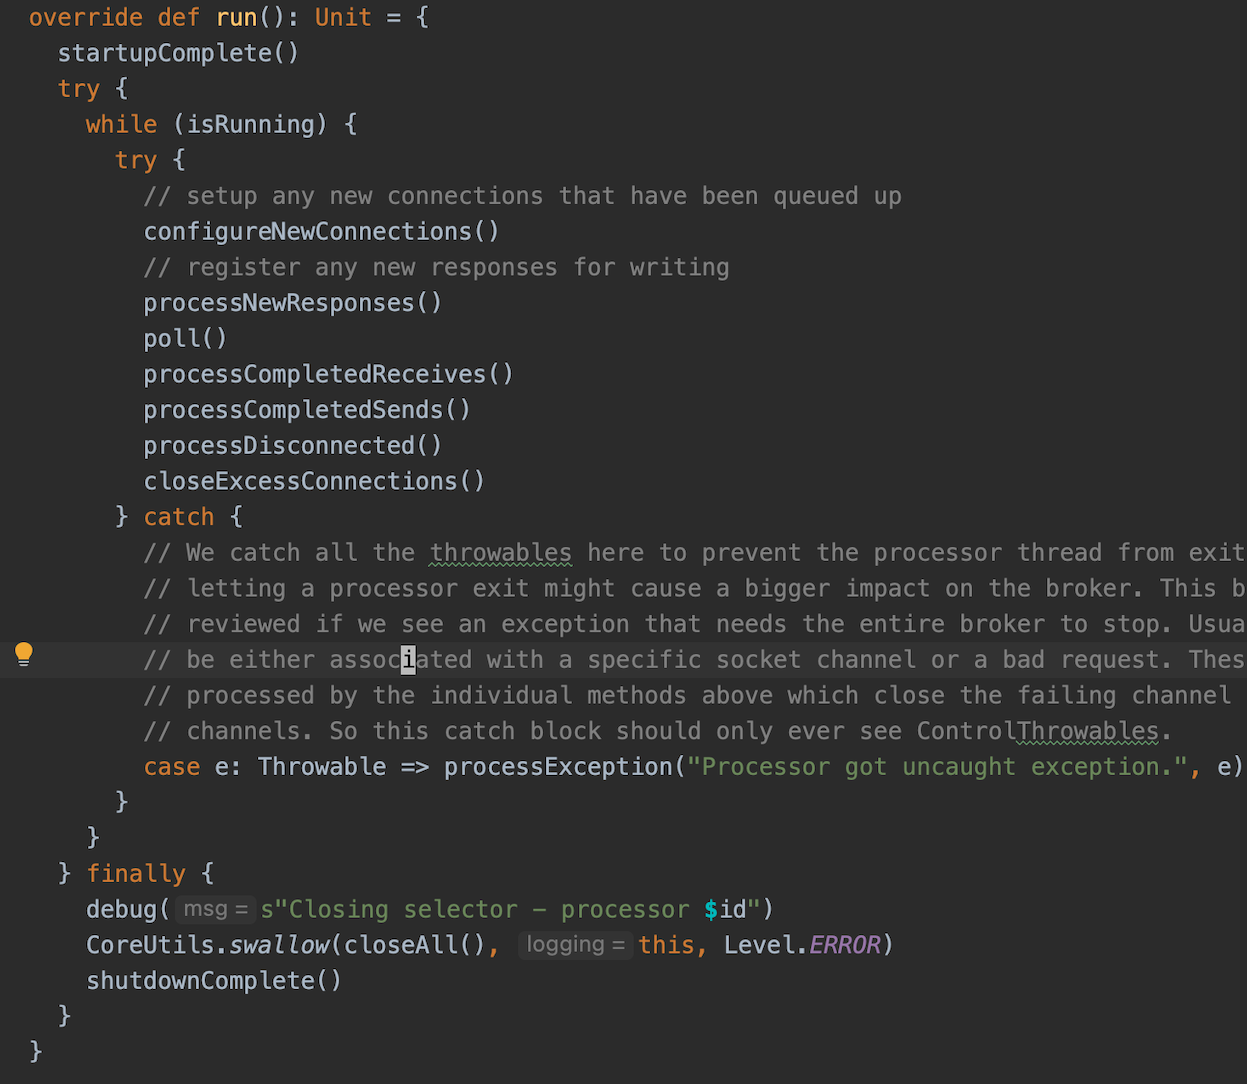 override def run(): Unit = {
startupComplete()
try {
while (isRunning) {
try {
// setup any new connections that have been queued up
configureNewConnections()
// register any new responses for writing
processNewResponses()
poll()
processCompletedReceives()
processCompletedSends()
processDisconnected()
closeExcessConnections()
} catch {
// We catch all the throwables here to prevent the processor thread from exit
// letting a processor exit might cause a bigger impact on the broker. This b
// reviewed if we see an exception that needs the entire broker to stop. Usua
// be either associated with a specific socket channel or a bad request. Thes
// processed by the individual methods above which close the failing channel
// channels. So this catch block should only ever see ControlThrowables.
case e: Throwable => processException("Processor got uncaught exception.", e)
}
}
} finally {
debug( msg = s"Closing selector – processor $id")
CoreUtils.swallow(closeAll(), logging = this, Level.ERROR)
shutdownComplete()
}
}